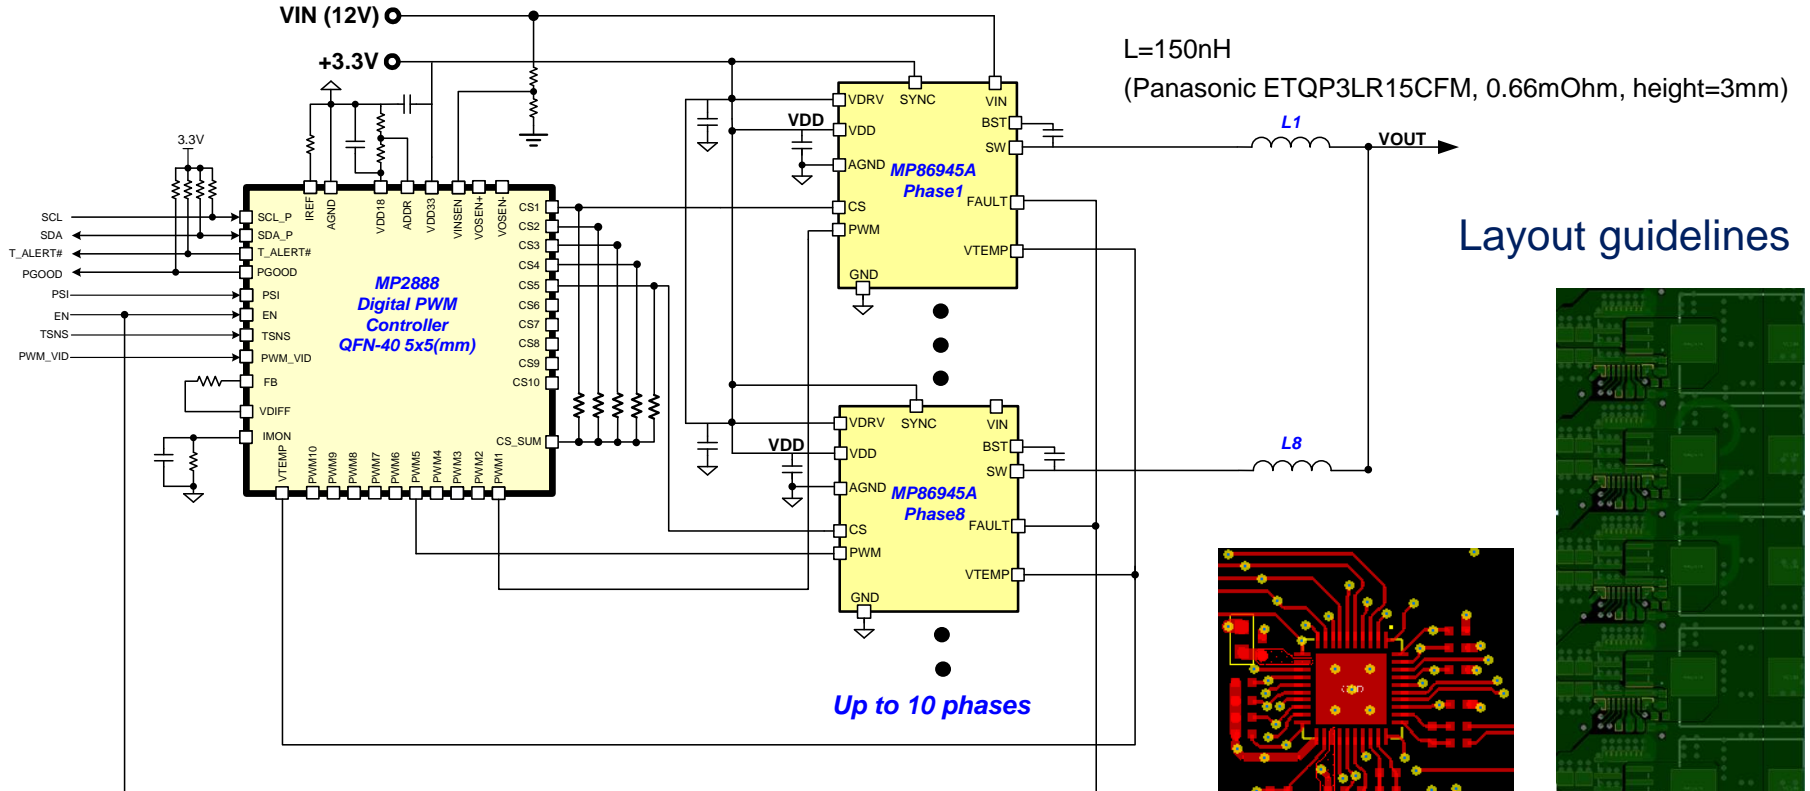 VIN (12V)
+3.3V
L=150nH
(Panasonic ETQP3LR15CFM, 0.66mOhm, height=3mm)
3.3V
SCL
SDA
T_ALERT#
PGOOD
PSI
EN
TSNS
PWM_VID
IREF
AGND
VDD18
ADDR
VDD33
VINSEN
VOSEN+
VOSEN-
SCL_P
SDA_P
T_ALERT#
PGOOD
PSI
EN
TSNS
PWM_VID
FB
VDIFF
IMON
MP2888
Digital PWM
Controller
QFN-40 5x5(mm)
CS1
CS2
CS3
CS4
CS5
CS6
CS7
CS8
CS9
CS10
CS_SUM
VTEMP
PWM10
PWM9
PWM8
PWM7
PWM6
PWM5
PWM4
PWM3
PWM2
PWM1
VDD
VDRV
SYNC
VIN
VDD
BST
SW
AGND
MP86945A
Phase1
FAULT
CS
PWM
VTEMP
GND
L1
VOUT
Layout guidelines
VDD
VDRV
SYNC
VIN
VDD
BST
SW
AGND
MP86945A
Phase8
FAULT
CS
PWM
VTEMP
GND
L8
Up to 10 phases